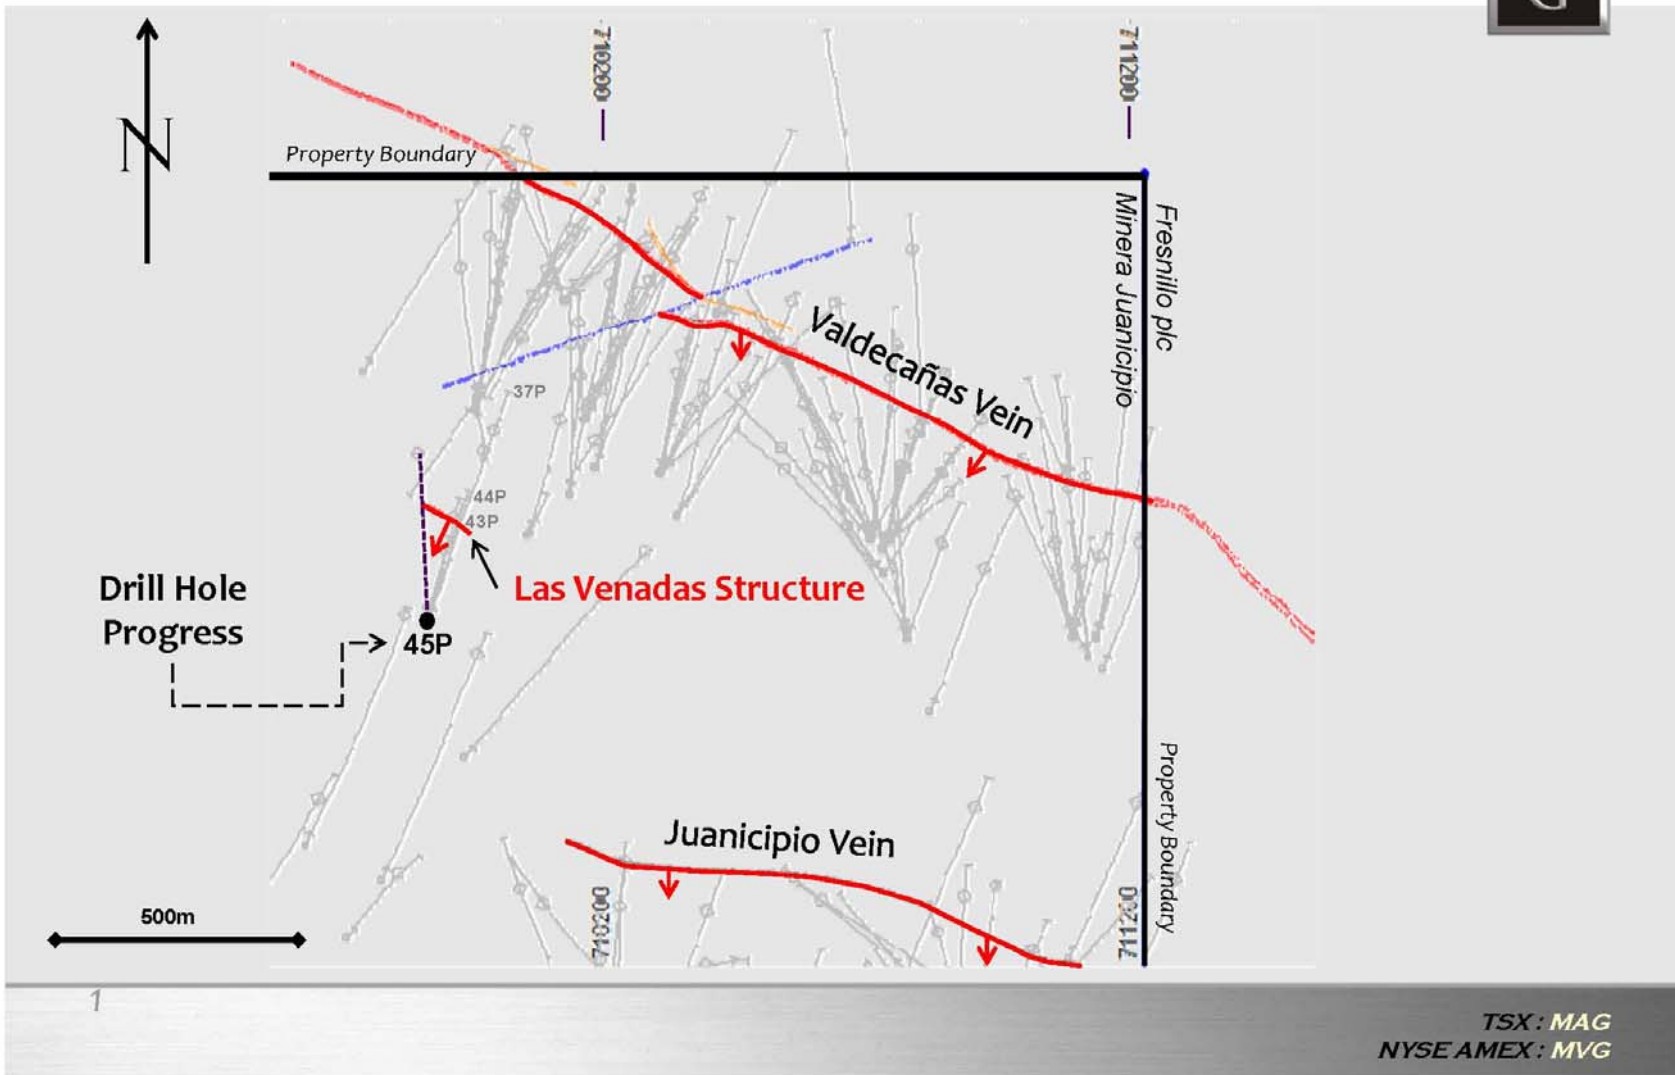 N
710200
711200
Property Boundary
Fresnillo plc
Minera Juanicipio
Valdecañas Vein
37P
44P
43P
Las Venadas Structure
Drill Hole
Progress
45P
Property Boundary
Juanicipio Vein
710200
711200
500m
1
TSX : MAG
NYSE AMEX : MVG